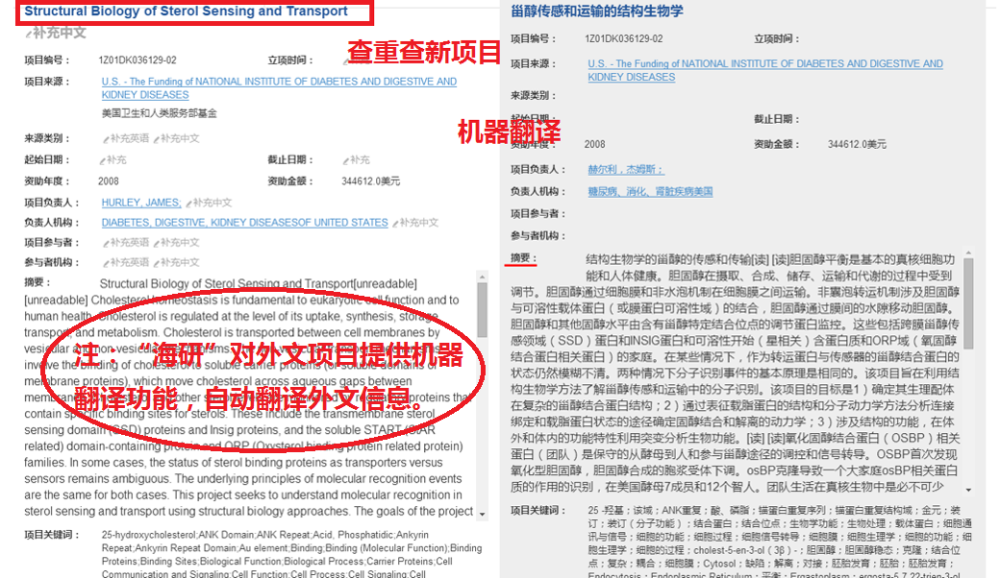 Structural Biology of Sterol Sensing and Transport
补充中文
查重查新项目
项目编号： 1Z01DK036129-02 立项时间：
项目来源： U.S. - The Funding of NATIONAL INSTITUTE OF DIABETES AND DIGESTIVE AND
KIDNEY DISEASES
美国卫生和人类服务部基金
来源类别： 补充英语 补充中文
起始日期： 补充 截止日期： 补充
资助年度： 2008 资助金额： 344612.0美元
项目负责人： HURLEY, JAMES; 补充中文
负责人机构： DIABETES, DIGESTIVE, KIDNEY DISEASESOF UNITED STATES 补充中文
项目参与者： 补充英语 补充中文
参与者机构： 补充英语 补充中文
摘要： Structural Biology of Sterol Sensing and Transport[unreadable]
[unreadable] Cholesterol homeostasis is fundamental to eukaryotic cell function and to
human health. Cholesterol is regulated at the level of its uptake, synthesis, storage,
transport, and metabolism. Cholesterol is transported between cell membranes by
vesicular and non-vesicular
involve the binding of cholesterol to soluble carrier proteins (or soluble domains of
membrane proteins), which move cholesterol across aqueous gaps between
membranes. other proteins that
contain specific binding sites for sterols. These include the transmembrane sterol
sensing domain (SSD) proteins and Insig proteins, and the soluble START (StAR
related) domain-containing proteins and ORP (Oxysterol binding protein related protein)
families. In some cases, the status of sterol binding proteins as transporters versus
sensors remains ambiguous. The underlying principles of molecular recognition events
are the same for both cases. This project seeks to understand molecular recognition in
sterol sensing and transport using structural biology approaches. The goals of the project
注：“海研”对外文项目提供机器
翻译功能，自动翻译外文信息。
项目关键词： 25-hydroxycholesterol;ANK Domain;ANK Repeat;Acid, Phosphatidic;Ankyrin
Repeat;Ankyrin Repeat Domain;Au element;Binding;Binding (Molecular Function);Binding
Proteins;Binding Sites;Biological Function;Biological Process;Carrier Proteins;Cell
Communication and Signaling;Cell Function;Cell Process;Cell Signaling;Cell
甾醇传感和运输的结构生物学
项目编号： 1Z01DK036129-02 立项时间：
项目来源： U.S. - The Funding of NATIONAL INSTITUTE OF DIABETES AND DIGESTIVE AND
KIDNEY DISEASES
来源类别：
机器翻译
起始日期： 截止日期：
资助年度： 2008 资助金额： 344612.0美元
项目负责人： 赫尔利，杰姆斯；
负责人机构： 糖尿病、消化、肾脏疾病美国
项目参与者：
参与者机构：
摘要： 结构生物学的甾醇的传感和传输[读] [读]胆固醇平衡是基本的真核细胞功
能和人体健康。胆固醇在摄取、合成、储存、运输和代谢的过程中受到
调节。胆固醇通过细胞膜和非水泡机制在细胞膜之间运输。非囊泡转运机制涉及胆固醇
与可溶性载体蛋白（或膜蛋白可溶性域）的结合，胆固醇通过膜间的水隙移动胆固醇。
胆固醇和其他固醇水平由含有甾醇特定结合位点的调节蛋白监控。这些包括跨膜甾醇传
感领域（SSD）蛋白和INSIG蛋白和可溶性开始（星相关）含蛋白质和ORP域（氧固醇
结合蛋白相关蛋白）的家庭。在某些情况下，作为转运蛋白与传感器的甾醇结合蛋白的
状态仍然模糊不清。两种情况下分子识别事件的基本原理是相同的。该项目旨在利用结
构生物学方法了解甾醇传感和运输中的分子识别。该项目的目标是1）确定其生理配体
在复杂的甾醇结合蛋白结构；2）通过表征载脂蛋白的结构和分子动力学方法分析连接
绑定和载脂蛋白状态的途径确定固醇结合和解离的动力学；3）涉及结构的功能，在体
外和体内的功能特性利用突变分析生物功能。[读] [读]氧化固醇结合蛋白（OSBP）相关
蛋白（团队）是保守的从酵母到人和参与甾醇途径的调控和信号转导。OSBP首次发现
氧化型胆固醇，胆固醇合成的胞浆受体下调。osBP克隆导致一个大家庭osBP相关蛋白
质的作用的识别，在美国酵母7成员和12个智人。团队生活在真核生物中是必不可少
项目关键词： 25 -羟基；该域；ANK重复；酸、磷脂；锚蛋白重复序列；锚蛋白重复结构域；金元；装
订；装订（分子功能）；结合蛋白；结合位点；生物学功能；生物处理；载体蛋白；细胞通
讯与信号；细胞的功能；细胞过程；细胞信号转导；细胞膜；细胞生理学；细胞的功能；细
胞生理学；细胞的过程；cholest-5-en-3-ol（3β）-；胆固醇；胆固醇稳态；克隆；结合位
点；复杂；耦合；细胞膜；Cytosol；缺陷；解离；对接；胚胎发育；胚胎；胚胎发育；
Endocytosis；Endoplasmic Reticulum；平衡；Ergastoplasm；ergosta-5,7,22-trien-3-ol